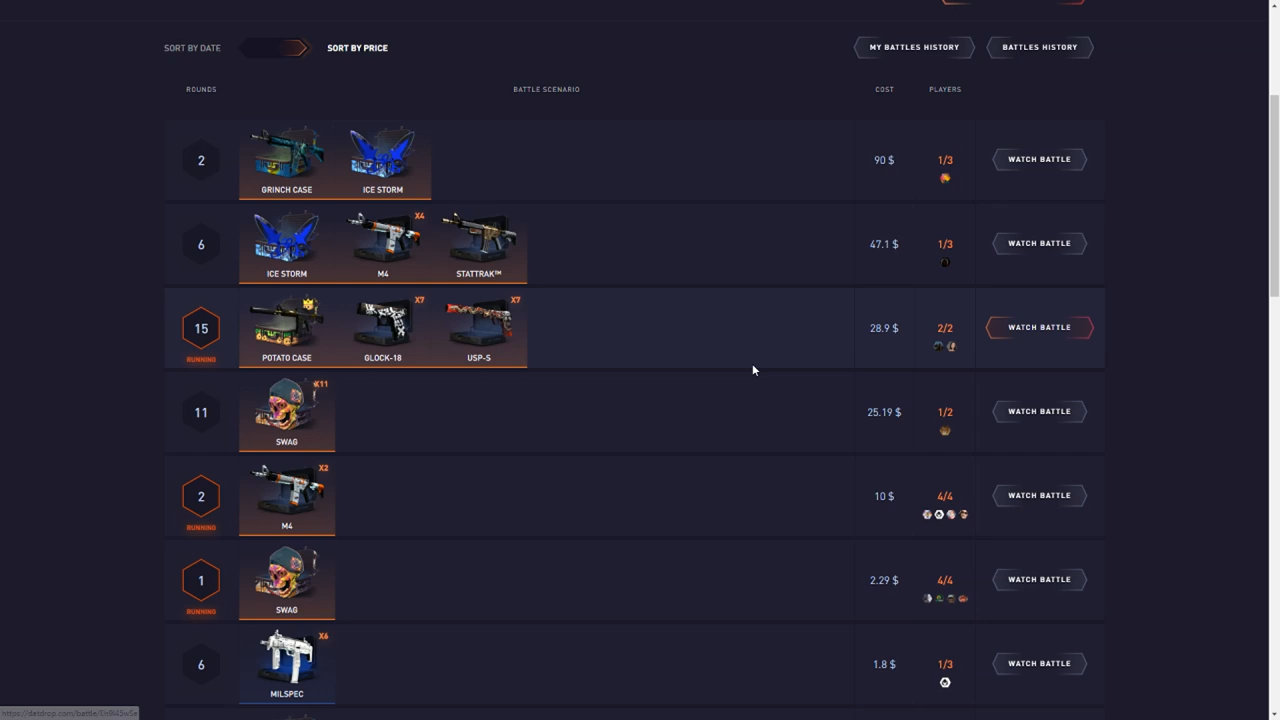 SORT BY DATE
SORT BY PRICE
MY BATTLES HISTORY
BATTLES HISTORY
ROUNDS
BATTLE SCENARIO
COST
PLAYERS
2
GRINCH CASE
ICE STORM
90 $
1/3
WATCH BATTLE
6
ICE STORM
X4
M4
STATTRAK™
47.1 $
1/3
WATCH BATTLE
15
RUNNING
POTATO CASE
X7
GLOCK-18
X7
USP-S
28.9 $
2/2
WATCH BATTLE
11
X11
SWAG
25.19 $
1/2
WATCH BATTLE
2
RUNNING
X2
M4
10 $
4/4
WATCH BATTLE
1
RUNNING
SWAG
2.29 $
4/4
WATCH BATTLE
6
X6
MILSPEC
1.8 $
1/3
WATCH BATTLE